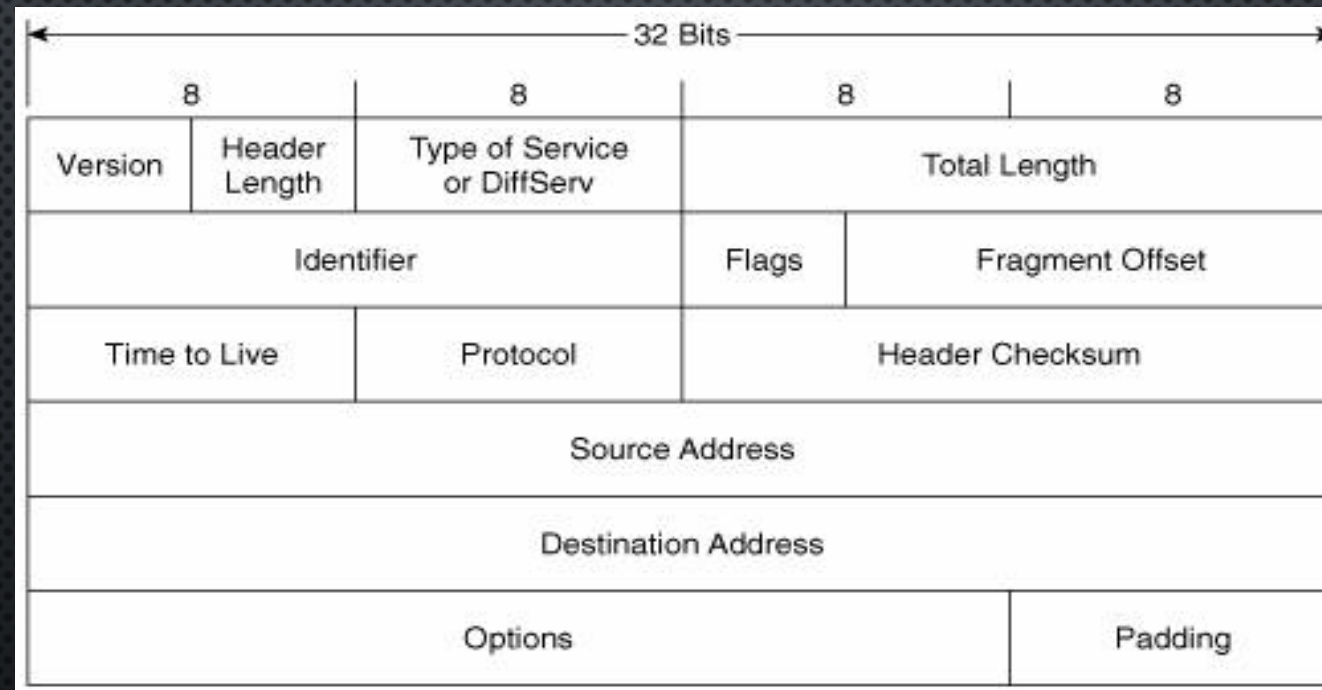 32 Bits
8 8 8 8
Version Header Length Type of Service or DiffServ Total Length
Identifier Flags Fragment Offset
Time to Live Protocol Header Checksum
Source Address
Destination Address
Options Padding